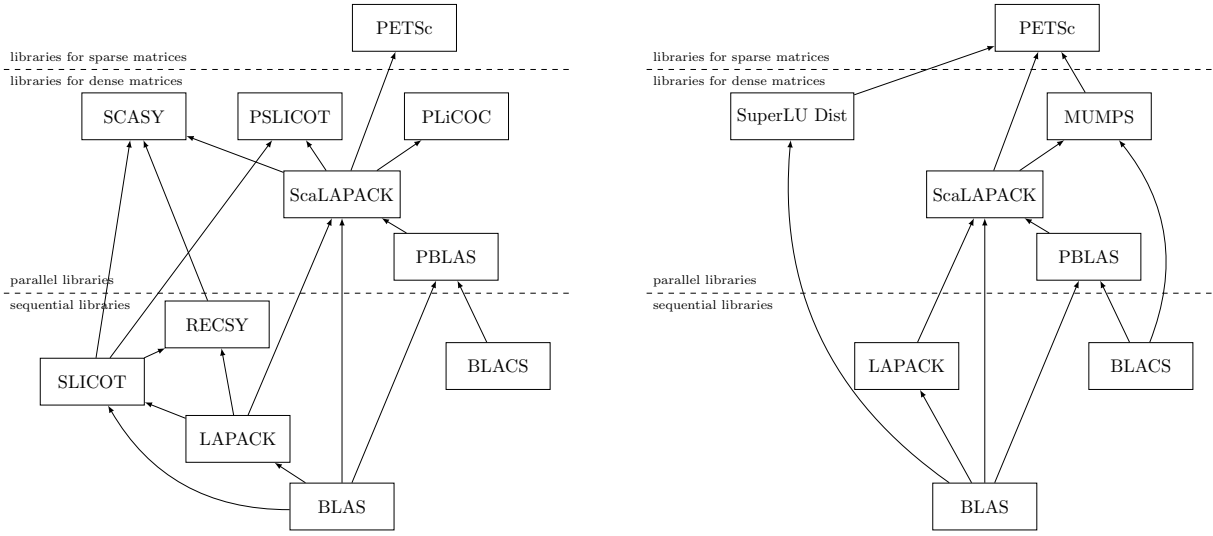 PETSc
libraries for sparse matrices
libraries for dense matrices
SCASY
PSLICOT
PLiCOC
ScaLAPACK
PBLAS
parallel libraries
sequential libraries
RECSY
BLACS
SLICOT
LAPACK
BLAS
PETSc
libraries for sparse matrices
libraries for dense matrices
SuperLU Dist
MUMPS
ScaLAPACK
PBLAS
parallel libraries
sequential libraries
LAPACK
BLACS
BLAS